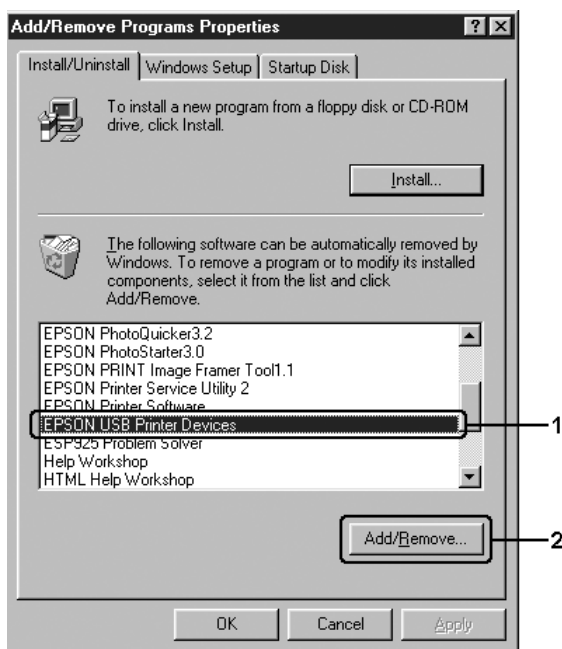 Add/Remove Programs Properties
Install/Uninstall Windows Setup Startup Disk
To install a new program from a floppy disk or CD-ROM
drive, click Install.
Install...
The following software can be automatically removed by
Windows. To remove a program or to modify its installed
components, select it from the list and click
Add/Remove.
EPSON PhotoQuicker3.2
EPSON PhotoStarter3.0
EPSON PRINT Image Framer Tool1.1
EPSON Printer Service Utility 2
EPSON Printer Software
EPSON USB Printer Devices
1
ESP925 Problem Solver
Help Workshop
HTML Help Workshop
Add/Remove...
2
OK Cancel Apply